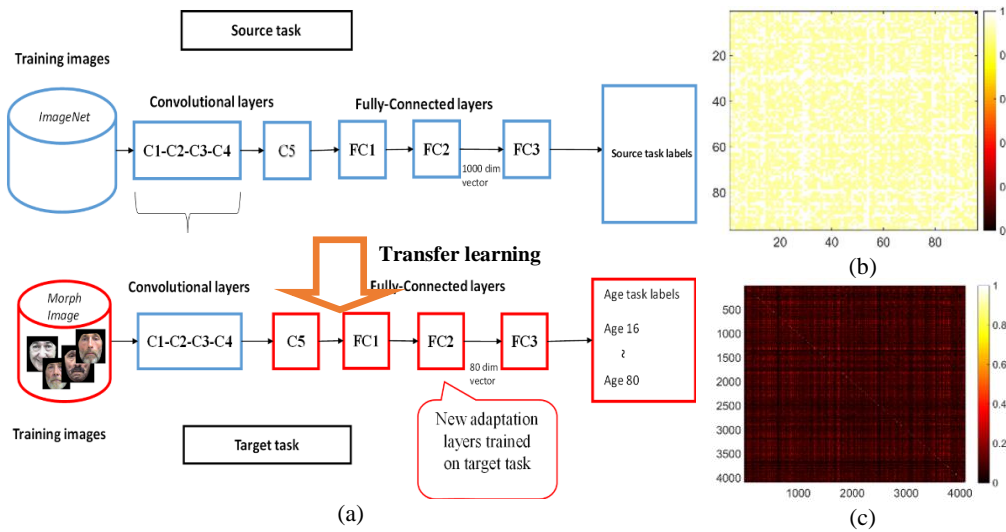 Source task
Training images
ImageNet
Convolutional layers
Fully-Connected layers
C1-C2-C3-C4
C5
FC1
FC2
1000 dim
vector
FC3
Source task labels
Transfer learning
Morph
Image
Training images
Convolutional layers
Fully-Connected layers
C1-C2-C3-C4
C5
FC1
FC2
80 dim
vector
FC3
Age task labels
Age 16
~
Age 80
New adaptation
layers trained
on target task
Target task
(a)
20
40
60
80
20 40 60 80
1
0
0
0
0
0
(b)
500
1000
1500
2000
2500
3000
3500
4000
1000 2000 3000 4000
1
0.8
0.6
0.4
0.2
0
(c)